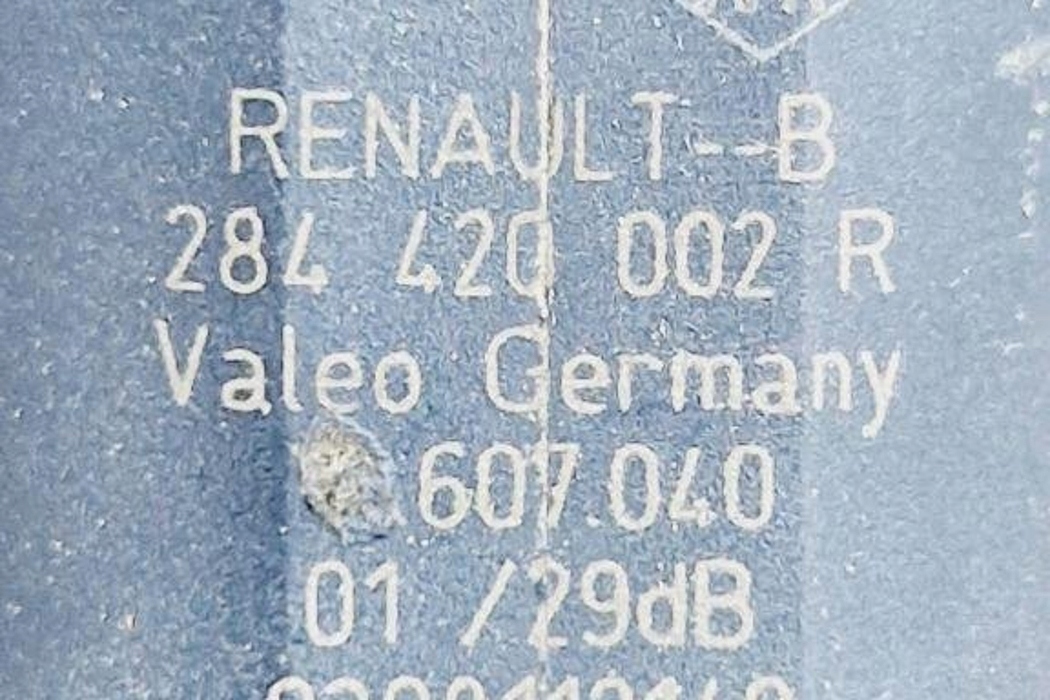 RENAULT--B
284 420 002 R
Valeo Germany
607.040
01 /29dB